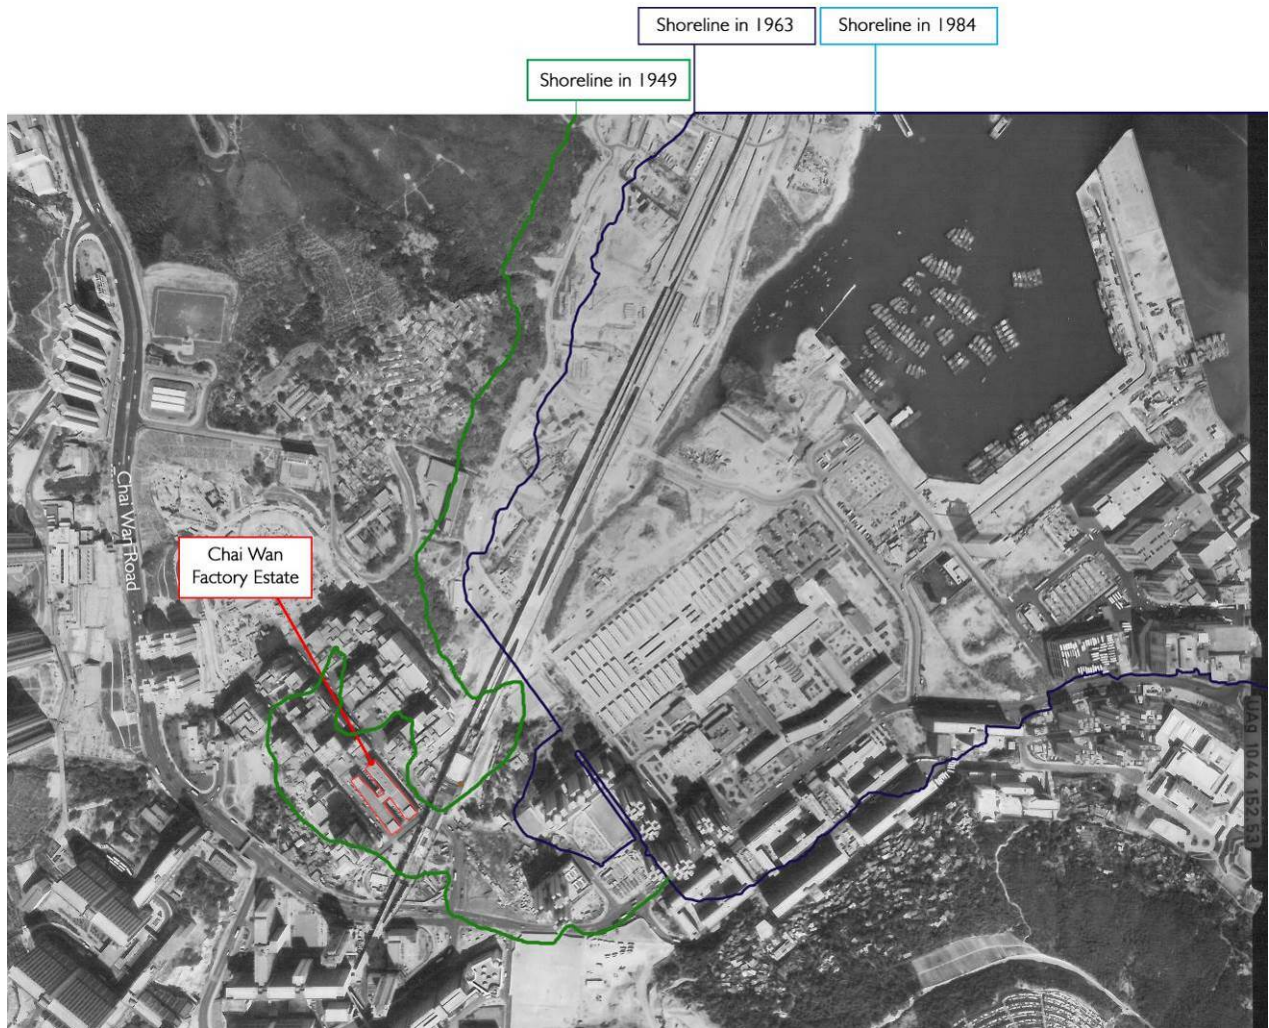 Shoreline in 1963
Shoreline in 1984
Shoreline in 1949
Chai Wan Road
Chai Wan
Factory Estate
UAg 1044 152.53